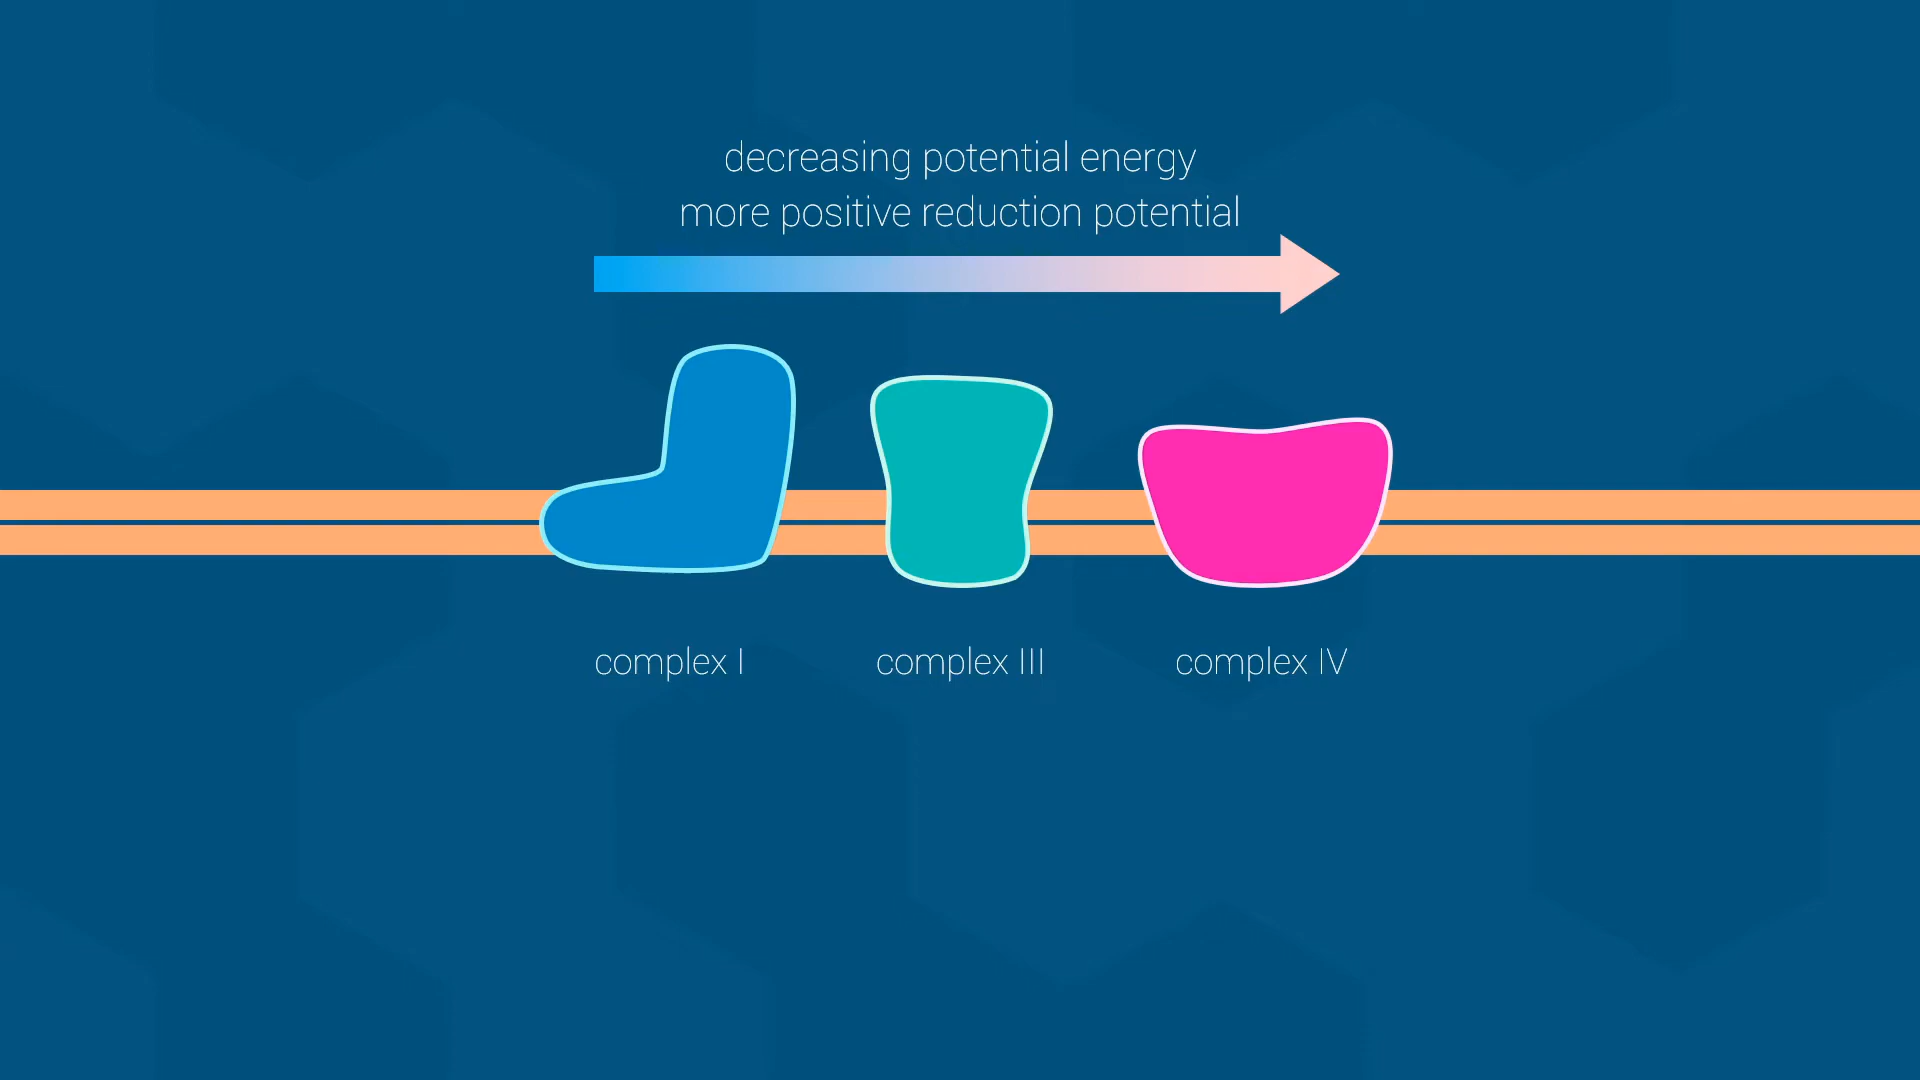 decreasing potential energy
more positive reduction potential
complex I
complex III
complex IV